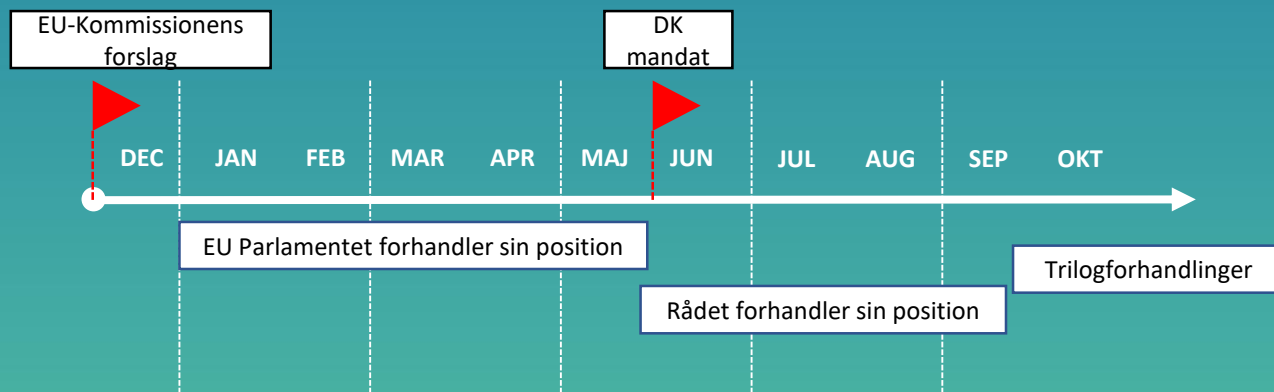 EU-Kommissionens
forslag
DK
mandat
DEC JAN FEB MAR APR MAJ JUN JUL AUG SEP OKT
EU Parlamentet forhandler sin position
Trilogforhandlinger
Rådet forhandler sin position